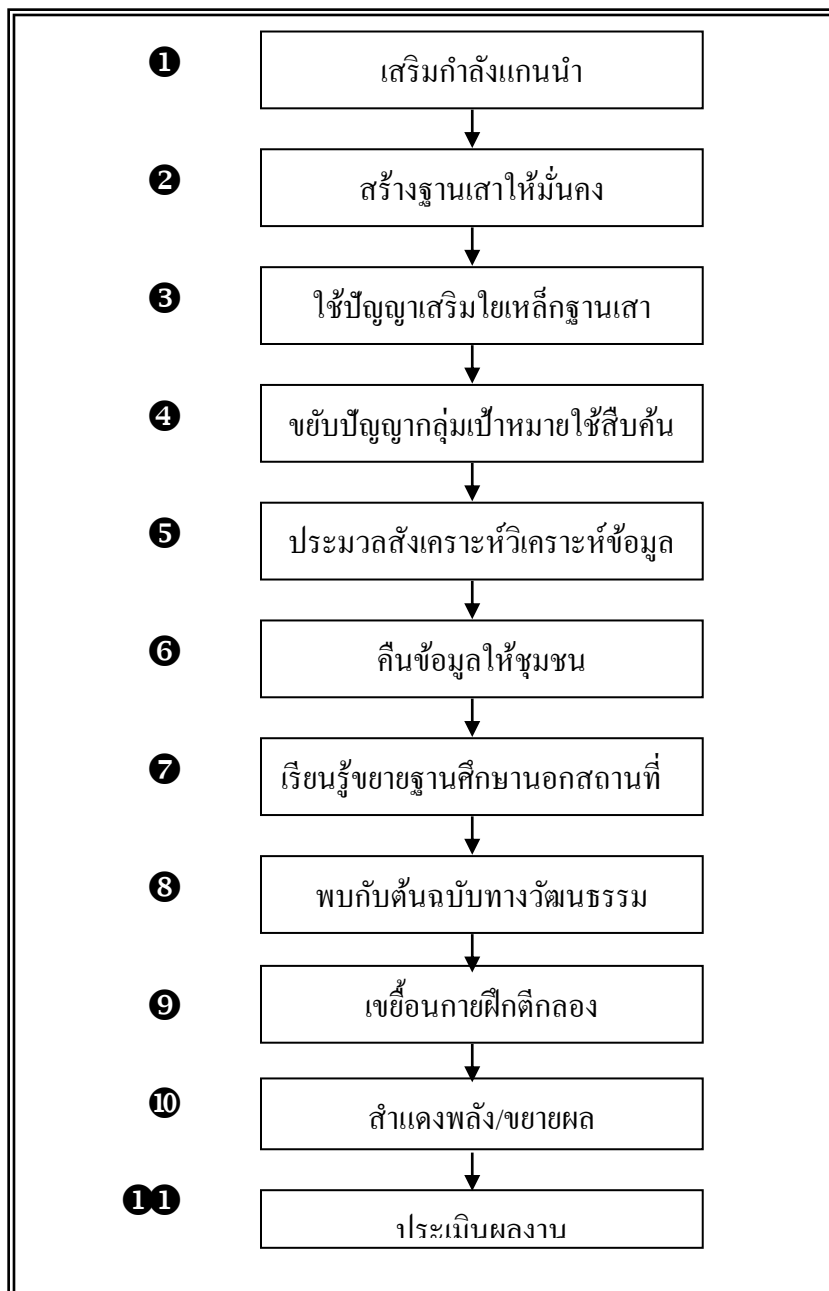 ❶ เสริมกำลังแกนนำ
❷ สร้างฐานเสาให้มั่นคง
❸ ใช้ปัญญาเสริมใยเหล็กฐานเสา
❹ ขยับปัญญากลุ่มเป้าหมายใช้สืบค้น
❺ ประมวลสังเคราะห์วิเคราะห์ข้อมูล
❻ คืนข้อมูลให้ชุมชน
❼ เรียนรู้ขยายฐานศึกษานอกสถานที่
❽ พบกับต้นฉบับทางวัฒนธรรม
❾ เขยื้อนกายฝึกตีกลอง
❿ สำแดงพลัง/ขยายผล
❶❶ ประเมินผลงาน